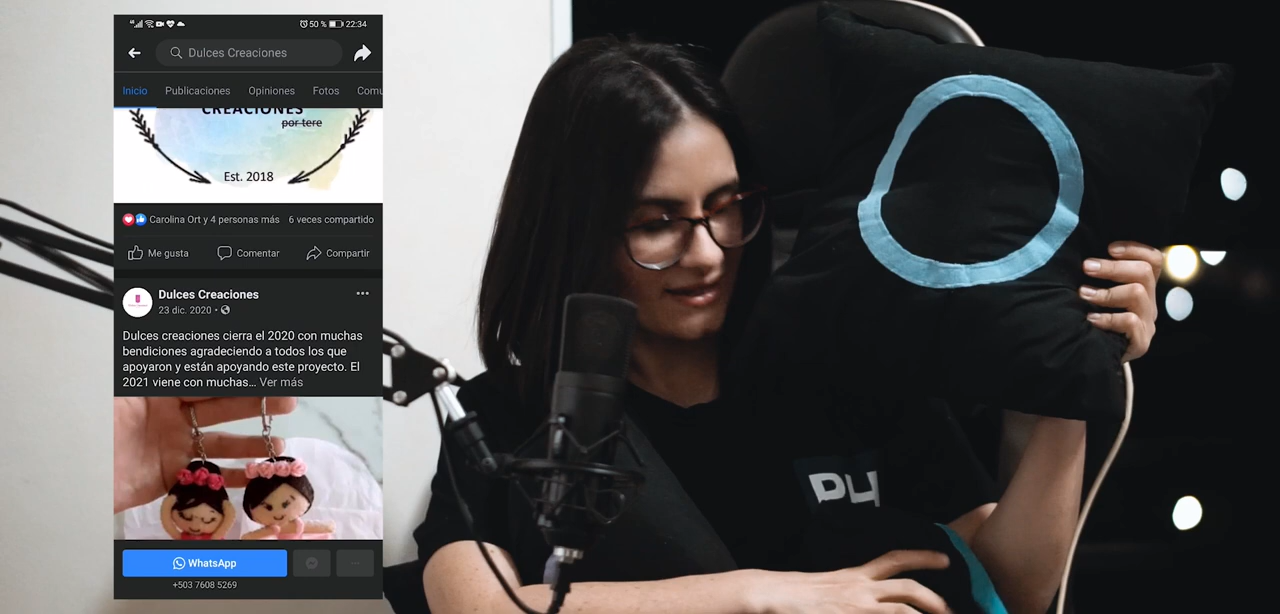 50 % 22:34
Dulces Creaciones
Inicio Publicaciones Opiniones Fotos Comu
CREACIONES
por tere
Est. 2018
Carolina Ort y 4 personas más 6 veces compartido
Me gusta Comentar Compartir
Dulces Creaciones
23 dic. 2020
Dulces creaciones cierra el 2020 con muchas
bendiciones agradeciendo a todos los que
apoyaron y están apoyando este proyecto. El
2021 viene con muchas... Ver más
WhatsApp
+503 7608 5269